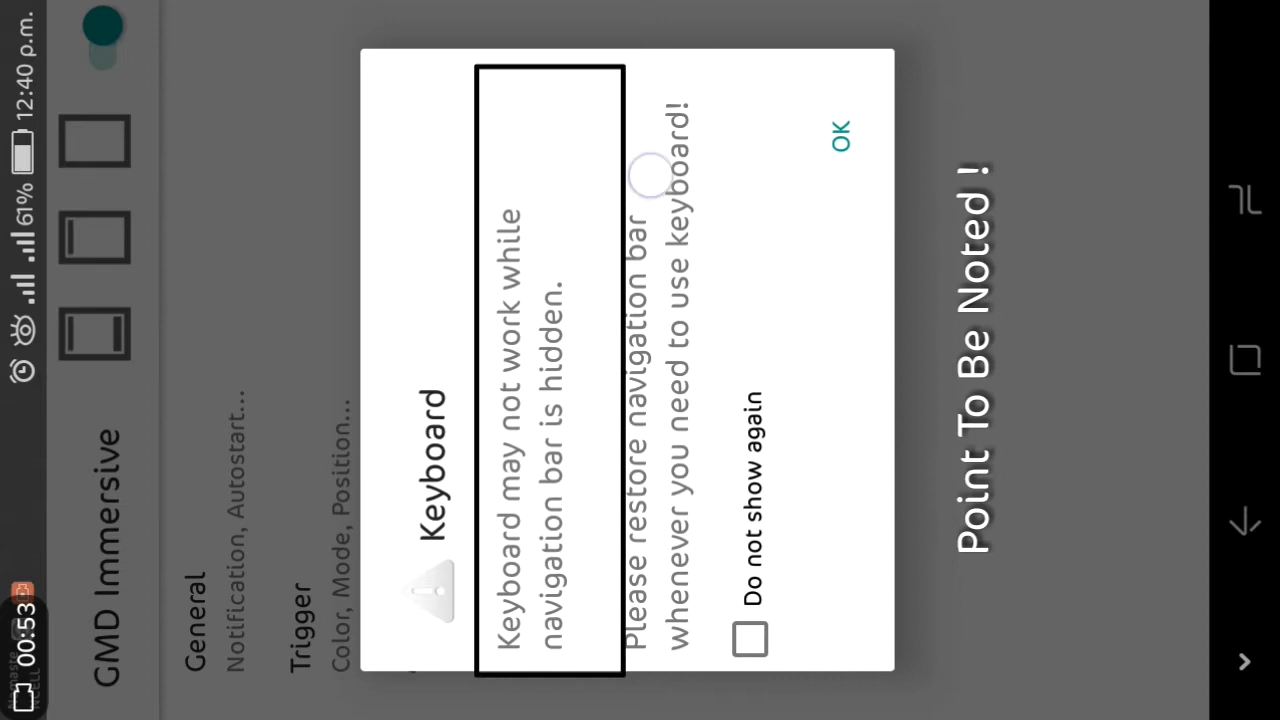 Namaste
NCELL
00:53
61%
12:40 p.m.
GMD Immersive
General
Notification, Autostart...
Trigger
Color, Mode, Position...
Keyboard
Keyboard may not work while
navigation bar is hidden.
Please restore navigation bar
whenever you need to use keyboard!
Do not show again
OK
Point To Be Noted !